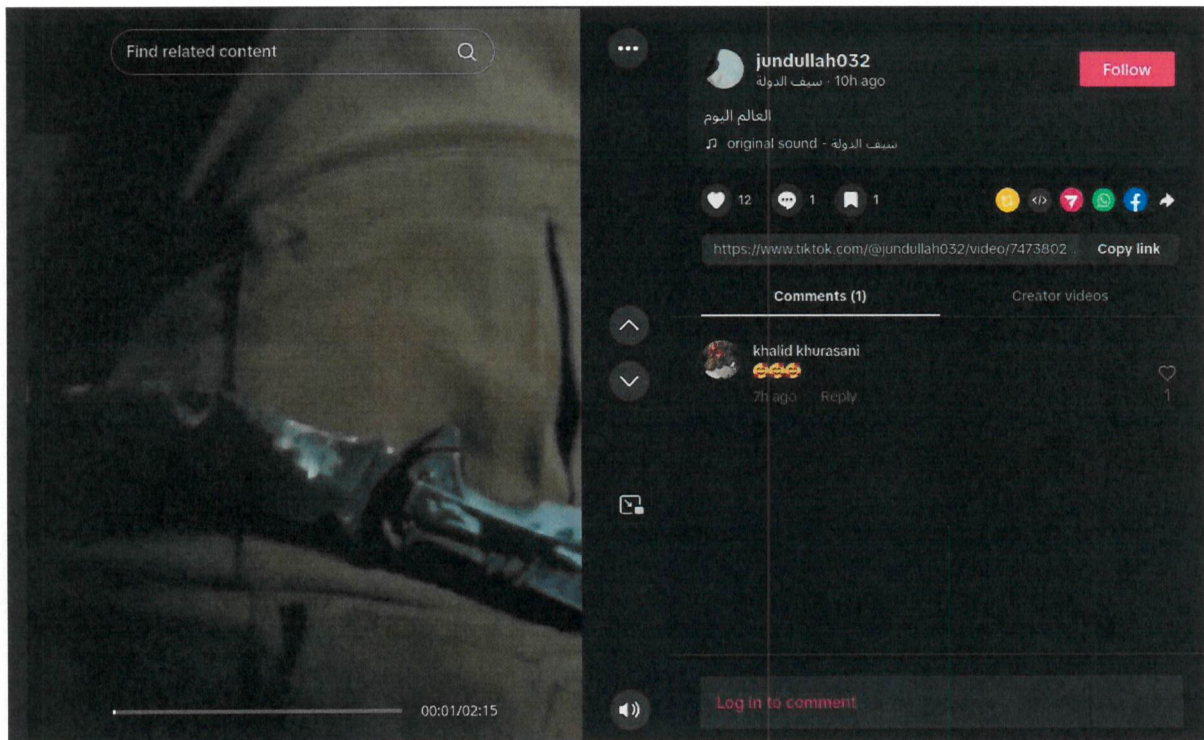 Find related content
jundullah032
سيف الدولة · 10h ago
Follow
العالم اليوم
original sound - سيف الدولة
12
1
1
https://www.tiktok.com/@jundullah032/video/7473802...
Copy link
Comments (1)
Creator videos
khalid khurasani
7h ago
Reply
1
Log in to comment
00:01/02:15